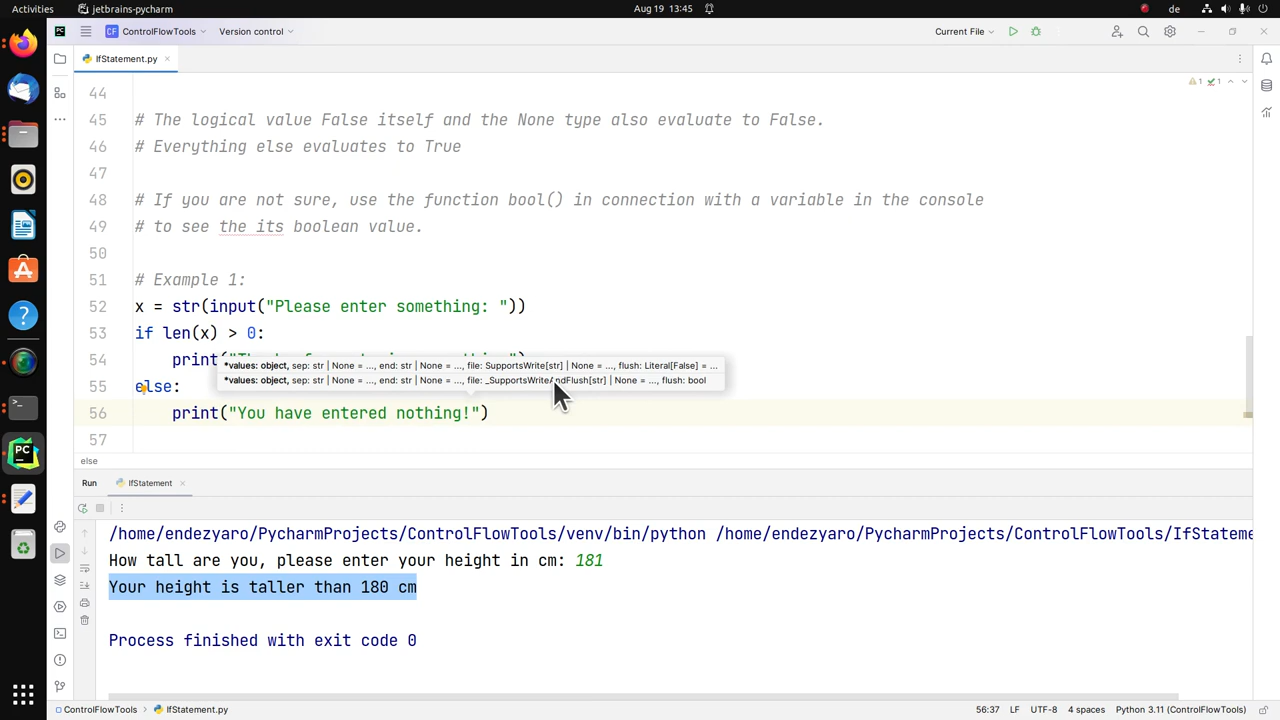 Activities jetbrains-pycharm Aug 19 13:45 de
CF ControlFlowTools Version control Current File
IfStatement.py
1 1
44
45 # The logical value False itself and the None type also evaluate to False.
46 # Everything else evaluates to True
47
48 # If you are not sure, use the function bool() in connection with a variable in the console
49 # to see the its boolean value.
50
51 # Example 1:
52 x = str(input("Please enter something: "))
53 if len(x) > 0:
54 print("
*values: object, sep: str | None = ..., end: str | None = ..., file: SupportsWrite[str] | None = ..., flush: Literal[False] = ...
55 else:
*values: object, sep: str | None = ..., end: str | None = ..., file: _SupportsWriteAndFlush[str] | None = ..., flush: bool
56 print("You have entered nothing!")
57
else
Run IfStatement
/home/endezyaro/PycharmProjects/ControlFlowTools/venv/bin/python /home/endezyaro/PycharmProjects/ControlFlowTools/IfStateme
How tall are you, please enter your height in cm: 181
Your height is taller than 180 cm
Process finished with exit code 0
ControlFlowTools > IfStatement.py 56:37 LF UTF-8 4 spaces Python 3.11 (ControlFlowTools)